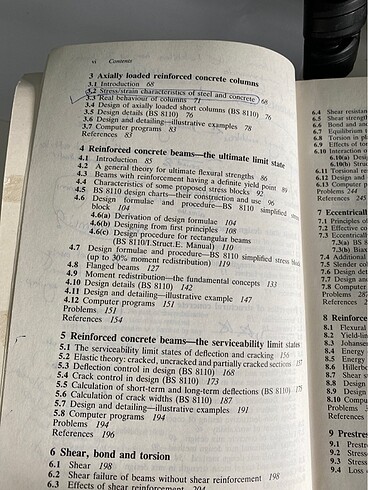 vi Contents
3 Axially loaded reinforced concrete columns
3.1 Introduction 68
3.2 Stress/strain characteristics of steel and concrete 68
3.3 Real behaviour of columns 71
3.4 Design of axially loaded short columns (BS 8110) 76
3.5 Design details (BS 8110) 76
3.6 Design and detailing—illustrative examples 78
3.7 Computer programs 83
References 83
4 Reinforced concrete beams—the ultimate limit state
4.1 Introduction 85
4.2 A general theory for ultimate flexural strengths 86
4.3 Beams with reinforcement having a definite yield point 89
4.4 Characteristics of some proposed stress blocks 92
4.5 BS 8110 design charts—their construction and use 96
4.6 Design formulae and procedure—BS 8110 simplified stress
block 104
4.6(a) Derivation of design formulae 104
4.6(b) Designing from first principles 108
4.6(c) Design procedure for rectangular beams
(BS 8110/I.Struct.E. Manual) 110
4.7 Design formulae and procedure—BS 8110 simplified stress block
(up to 30% moment redistribution) 119
4.8 Flanged beams 127
4.9 Moment redistribution—the fundamental concepts 133
4.10 Design details (BS 8110) 142
4.11 Design and detailing—illustrative example 147
4.12 Computer programs 151
Problems 151
References 154
5 Reinforced concrete beams—the serviceability limit states
5.1 The serviceability limit states of deflection and cracking 156
5.2 Elastic theory: cracked, uncracked and partially cracked sections 157
5.3 Deflection control in design (BS 8110) 168
5.4 Crack control in design (BS 8110) 173
5.5 Calculation of short-term and long-term deflections (BS 8110) 175
5.6 Calculation of crack widths (BS 8110) 187
5.7 Design and detailing—illustrative examples 191
5.8 Computer programs 194
Problems 194
References 196
6 Shear, bond and torsion
6.1 Shear 198
6.2 Shear failure of beams without shear reinforcement 198
6.3 Effects of shear reinforcement 204
6.4 Shear resistan
6.5 Shear strength
6.6 Bond and an
6.7 Equilibrium
6.8 Torsion in pl
6.9 Effects of tor
6.10 Interaction o
6.10(a) Desi
6.10(b) Struc
6.11 Torsional re
6.12 Design and
6.13 Computer p
Problems 244
References 245
7 Eccentrically
7.1 Principles of
7.2 Effective co
7.3 Eccentricall
7.3(a) BS
7.3(b) Biax
7.4 Additional
7.5 Slender col
7.6 Design det
7.7 Design and
7.8 Computer p
Problems 287
References 2
8 Reinforc
8.1 Flexural
8.2 Yield-lin
8.3 Johansen
8.4 Energy
8.5 Energy
8.6 Hillerborg
8.7 Shear s
8.8 Design
8.9 Design
8.10 Compu
Problems
References
9 Prestres
9.1 Prestr
9.2 Stresse
9.3 Stress
9.4 Loss